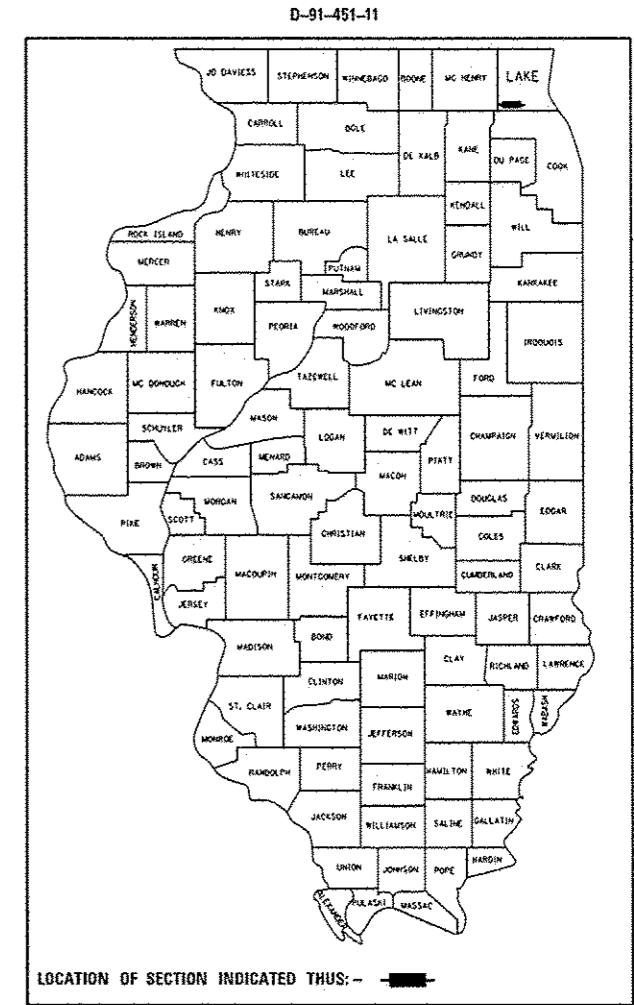 D-91-451-11
JO DAVIESS STEPHENSON WINNEBAGO BOONE MC HENRY LAKE
CARROLL OGLE DE KALB KANE DU PAGE COOK
WHITESIDE LEE KENDALL WILL
ROCK ISLAND HENRY BUREAU LA SALLE GRUNDY
MERCER PUTNAM KANKAKEE
STARK MARSHALL
HENDERSON WARREN KNOX PEORIA WOODFORD LIVINGSTON IROQUOIS
HANCOCK MC DONOUGH FULTON TAZEWELL MC LEAN FORD
MASON
SCHUYLER LOGAN DE WITT CHAMPAIGN VERMILION
ADAMS BROWN CASS MENARD MACON PIATT
PIKE SCOTT MORGAN SANGAMON CHRISTIAN MOULTRIE DOUGLAS EDGAR
COLES
CALHOUN GREENE MACOUPIN MONTGOMERY SHELBY CUMBERLAND CLARK
JERSEY FAYETTE EFFINGHAM JASPER CRAWFORD
MADISON BOND
CLINTON MARION CLAY RICHLAND LAWRENCE
ST. CLAIR WASHINGTON JEFFERSON WAYNE EDWARDS WABASH
MONROE
RANDOLPH PERRY FRANKLIN HAMILTON WHITE
JACKSON WILLIAMSON SALINE GALLATIN
UNION JOHNSON POPE HARDIN
ALEXANDER PULASKI MASSAC
LOCATION OF SECTION INDICATED THUS: -